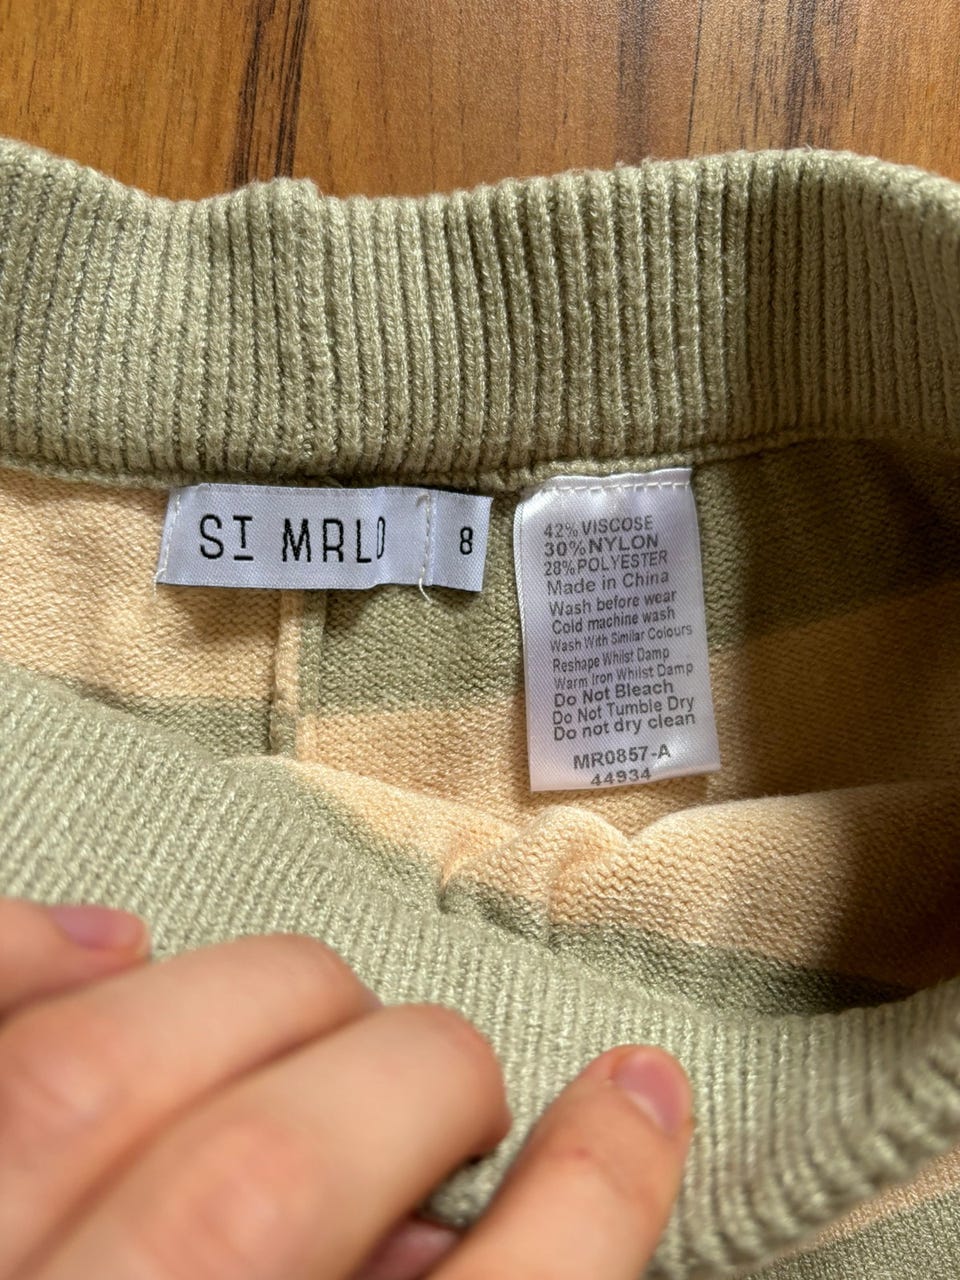 ST MRLO
8
42% VISCOSE
30% NYLON
28% POLYESTER
Made in China
Wash before wear
Cold machine wash
Wash With Similar Colours
Reshape Whilst Damp
Warm Iron Whilst Damp
Do Not Bleach
Do Not Tumble Dry
Do not dry clean
MR0857-A
44934